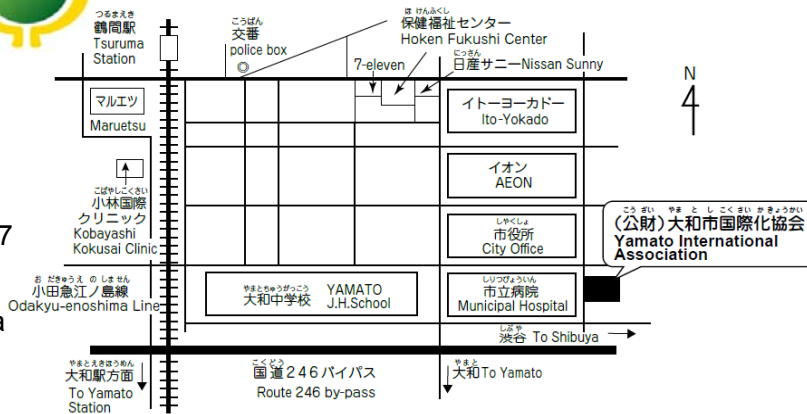 つるまえき
鶴間駅
Tsuruma
Station
こうばん
交番
police box
◎
ほけんふくし
保健福祉センター
Hoken Fukushi Center
7-eleven
にっさん
日産サニーNissan Sunny
N
マルエツ
Maruetsu
イトーヨーカドー
Ito-Yokado
イオン
AEON
こばやしこくさい
小林国際
クリニック
Kobayashi
Kokusai Clinic
7
しやくしょ
市役所
City Office
こうざい やまとしこくさいかきょうかい
(公財)大和市国際化協会
Yamato International
Association
おだきゅうえのしません
小田急江ノ島線
Odakyu-enoshima Line
a
やまとちゅうがっこう
大和中学校 YAMATO
J.H.School
しりつびょういん
市立病院
Municipal Hospital
しぶや
渋谷 To Shibuya
やまとえきほうめん
大和駅方面
To Yamato
Station
こくどう
国道246バイパス
Route 246 by-pass
やまと
大和To Yamato